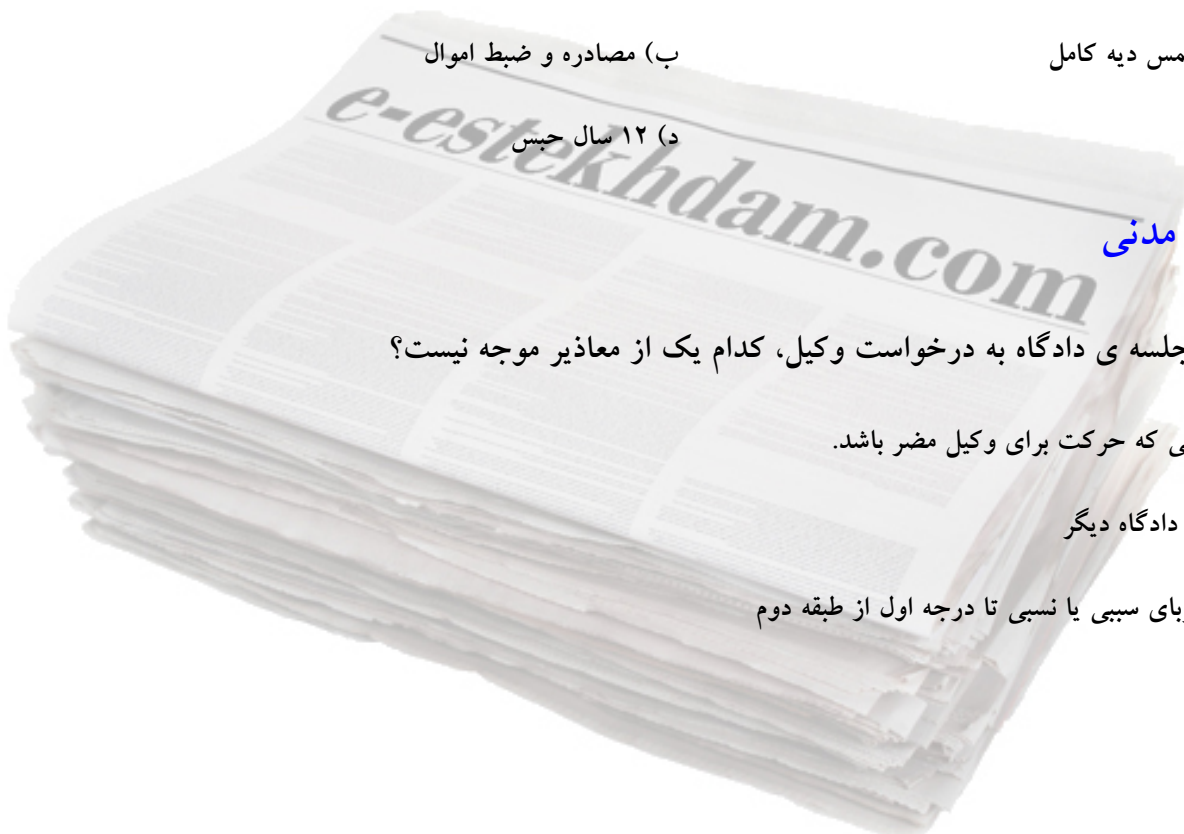 مس دیه کامل ب) مصادره و ضبط اموال
د) ۱۲ سال حبس
e-estekhdam.com
مدنی
جلسه ی دادگاه به درخواست وکیل، کدام یک از معاذیر موجه نیست؟
ی که حرکت برای وکیل مضر باشد.
دادگاه دیگر
بای سببی یا نسبی تا درجه اول از طبقه دوم